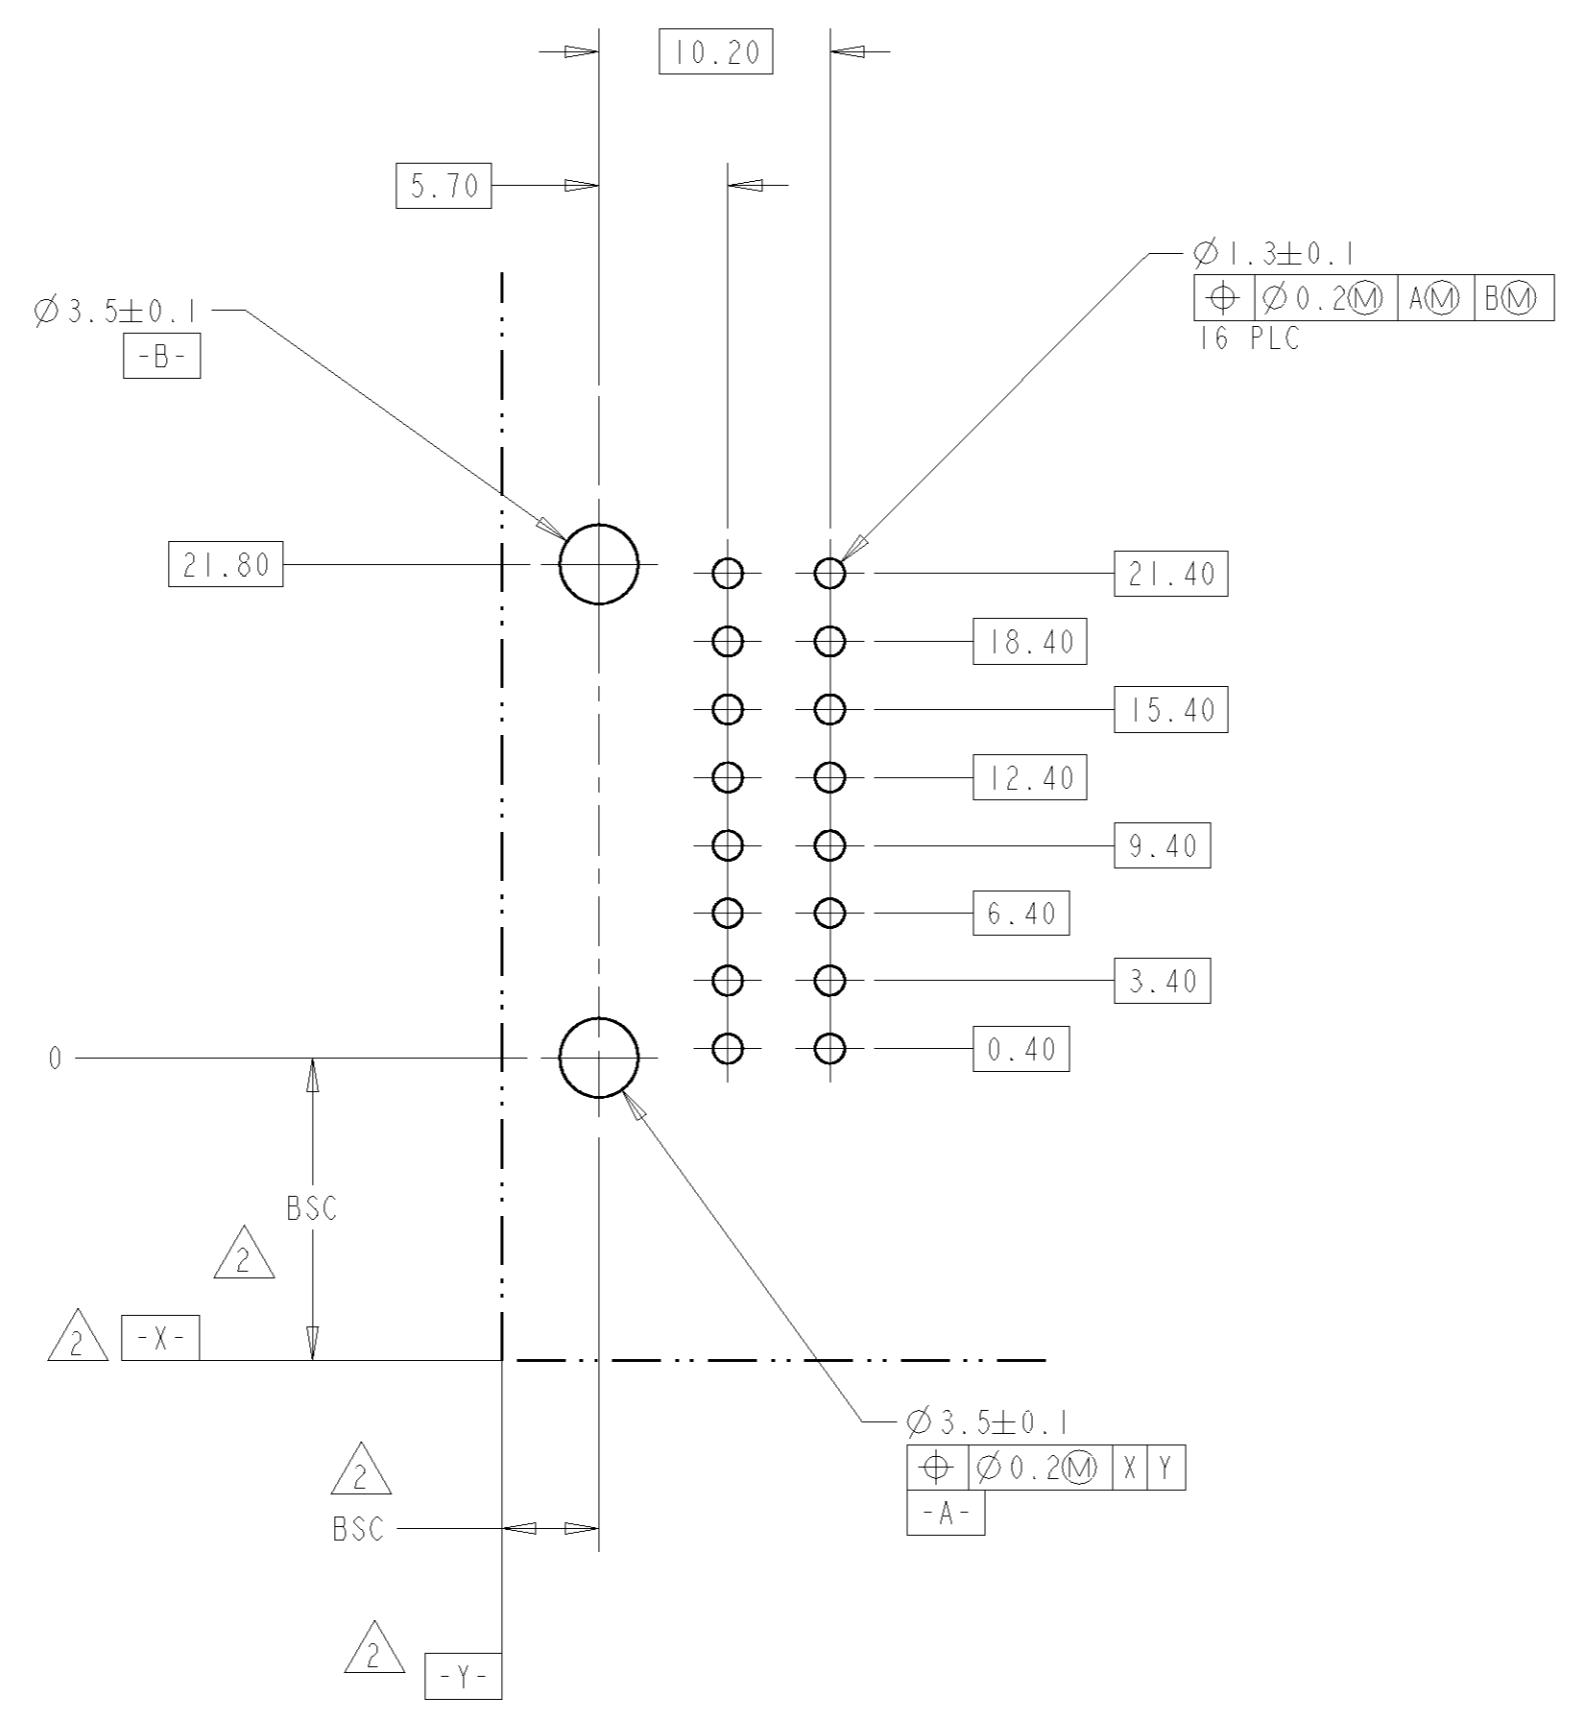 10.20
5.70
Ø1.3±0.1
⌖ Ø0.2Ⓜ AⓂ BⓂ
16 PLC
Ø3.5±0.1
-B-
21.80
21.40
18.40
15.40
12.40
9.40
6.40
3.40
0.40
0
BSC
2
2
-X-
Ø3.5±0.1
⌖ Ø0.2Ⓜ X Y
-A-
2
BSC
2
-Y-